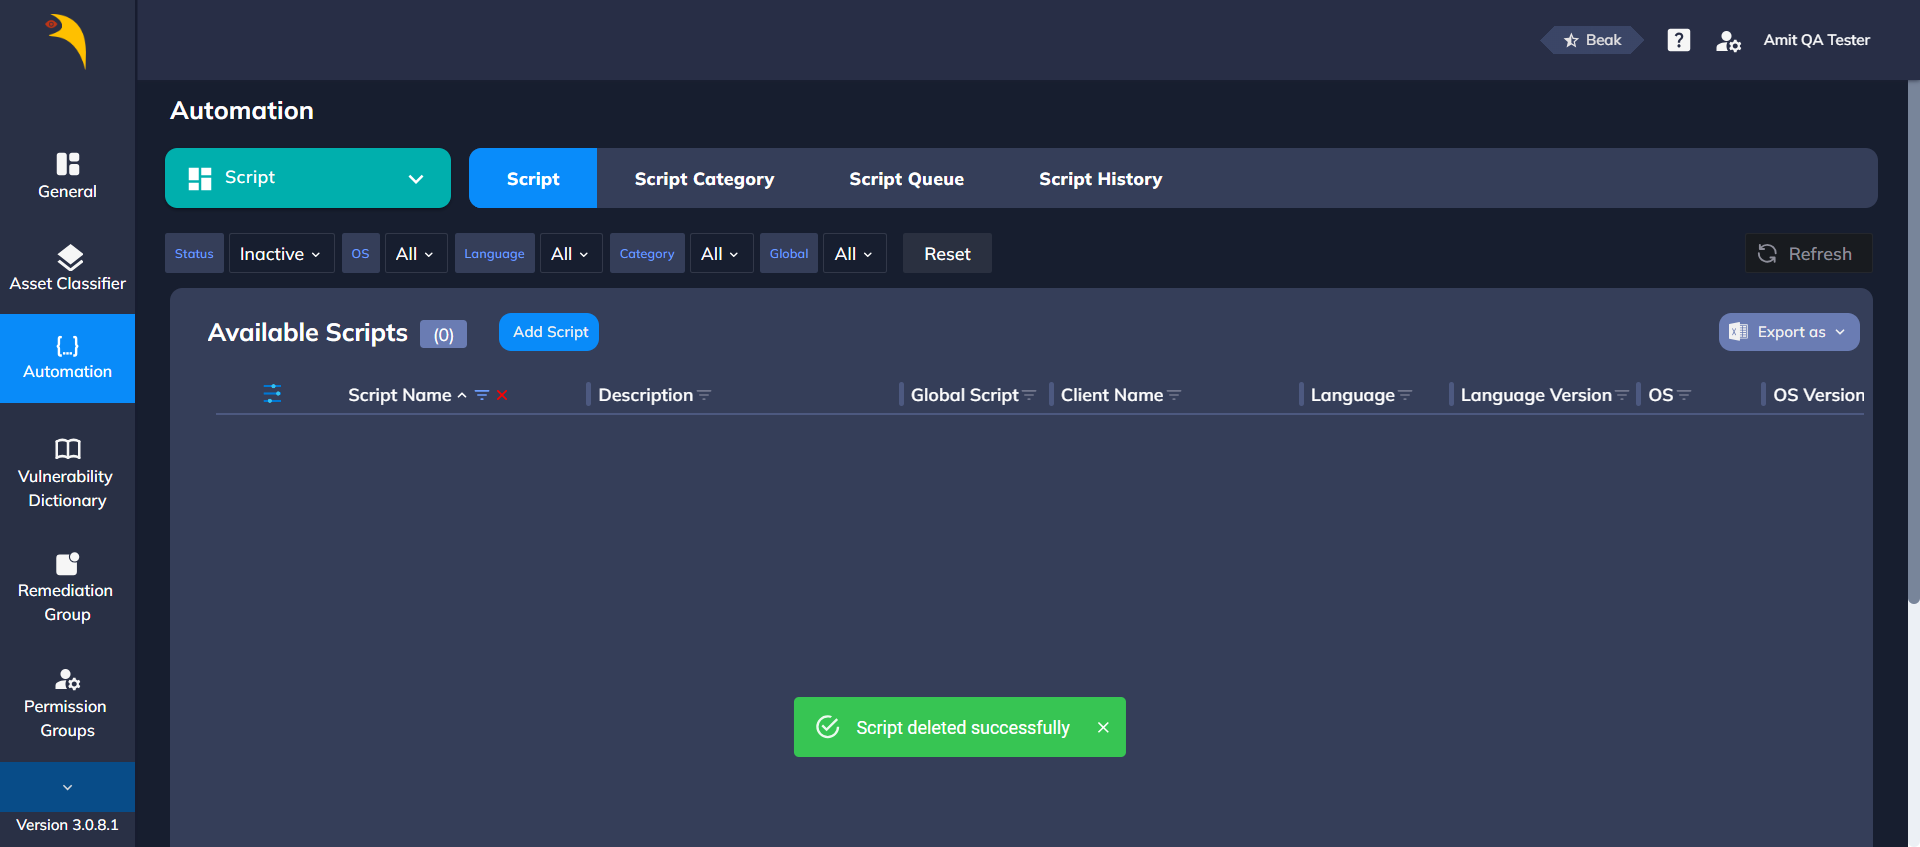 Beak
?
Amit QA Tester
General
Asset Classifier
{...}
Automation
Vulnerability
Dictionary
Remediation
Group
Permission
Groups
Version 3.0.8.1
Automation
Script
Script Script Category Script Queue Script History
Status Inactive OS All Language All Category All Global All Reset Refresh
Available Scripts (0) Add Script Export as
Script Name Description Global Script Client Name Language Language Version OS OS Version
Script deleted successfully